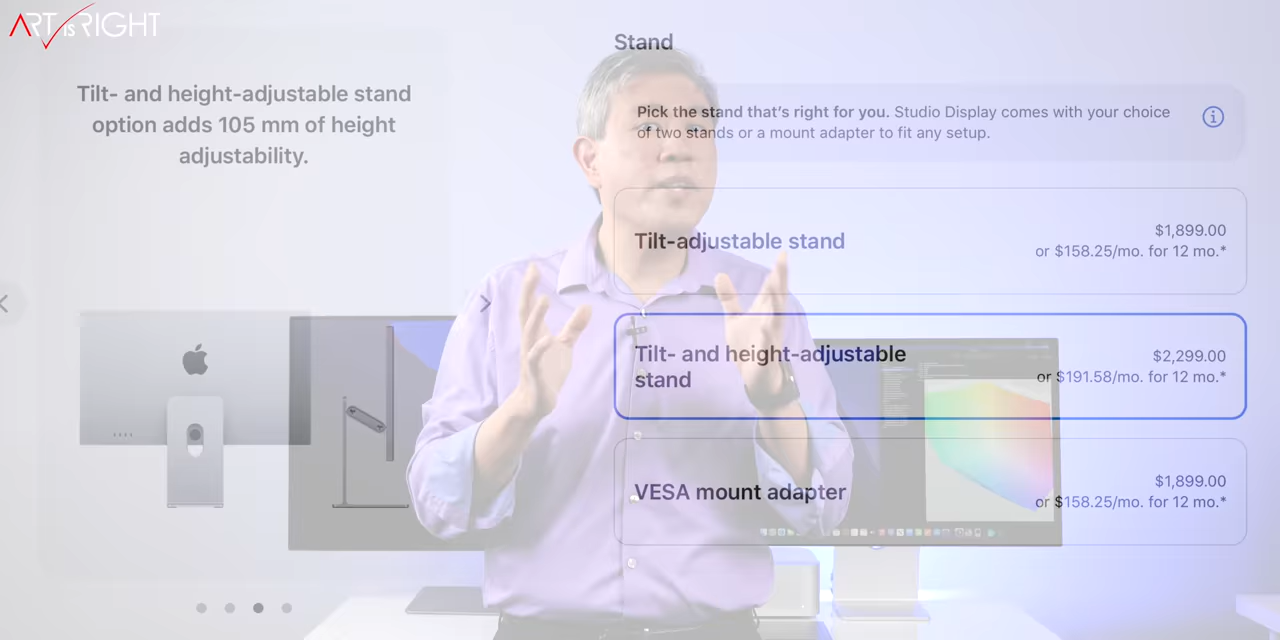 ART IS RIGHT
Tilt- and height-adjustable stand
option adds 105 mm of height
adjustability.
Stand
Pick the stand that's right for you. Studio Display comes with your choice
of two stands or a mount adapter to fit any setup.
Tilt-adjustable stand
$1,899.00
or $158.25/mo. for 12 mo.*
Tilt- and height-adjustable
stand
$2,299.00
or $191.58/mo. for 12 mo.*
VESA mount adapter
$1,899.00
or $158.25/mo. for 12 mo.*